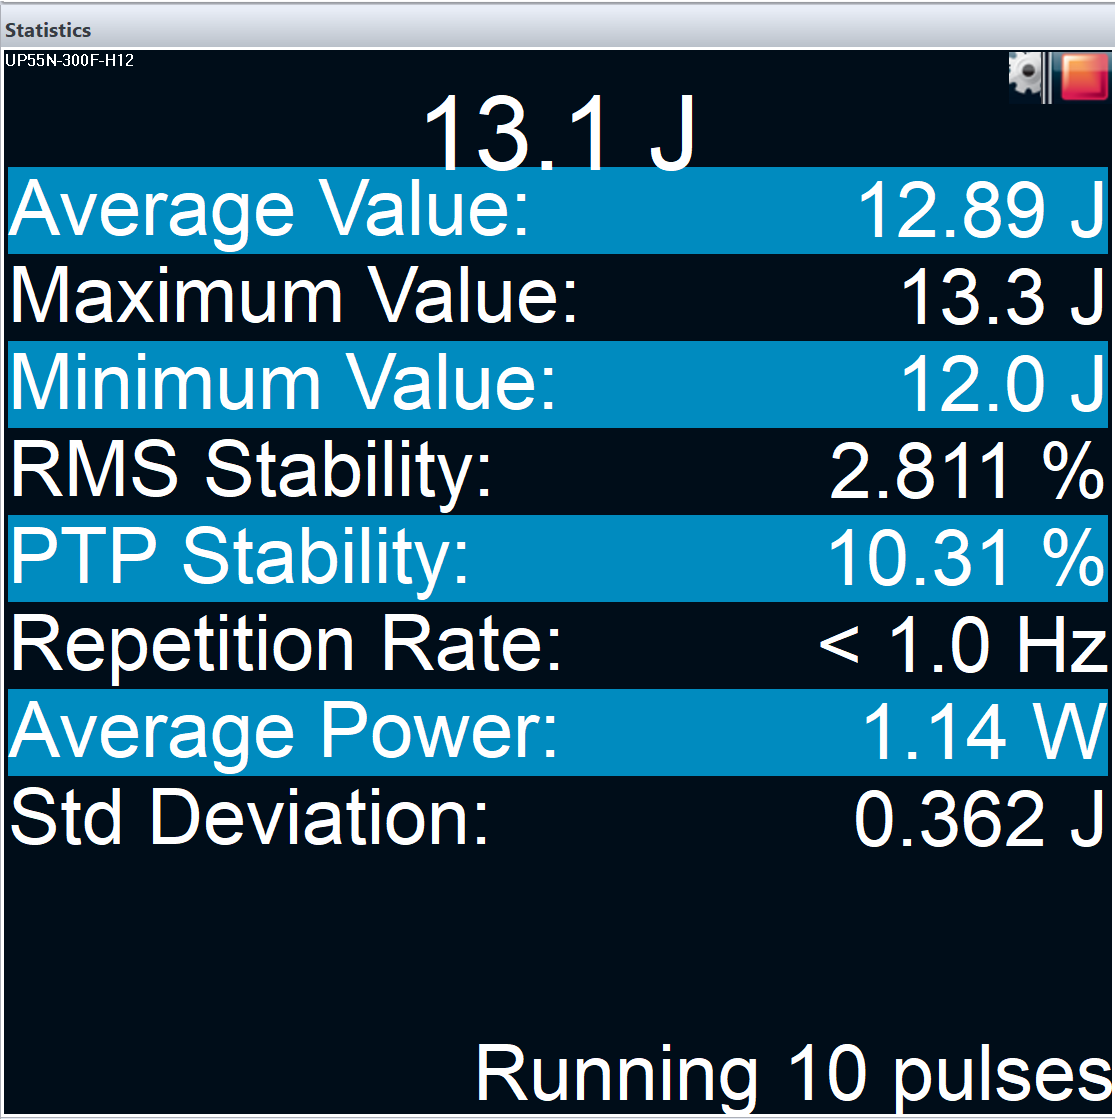 Statistics
UP55N-300F-H12
13.1 J
Average Value: 12.89 J
Maximum Value: 13.3 J
Minimum Value: 12.0 J
RMS Stability: 2.811 %
PTP Stability: 10.31 %
Repetition Rate: < 1.0 Hz
Average Power: 1.14 W
Std Deviation: 0.362 J
Running 10 pulses